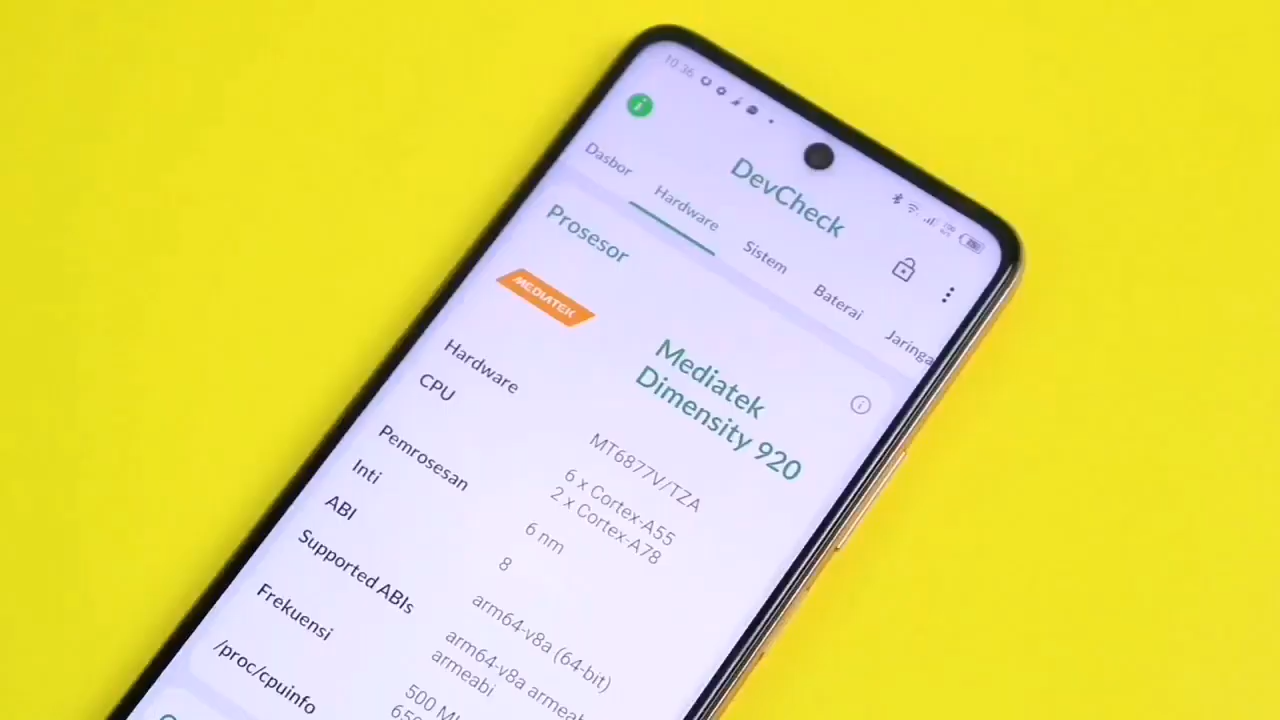 10.36
DevCheck
Dasbor
Hardware
Sistem
Baterai
Jaringa
Prosesor
MEDIATEK
Mediatek
Dimensity 920
Hardware
MT6877V/TZA
CPU
6 x Cortex-A55
2 x Cortex-A78
Pemrosesan
6 nm
Inti
8
ABI
arm64-v8a (64-bit)
Supported ABIs
arm64-v8a armeab
armeabi
Frekuensi
500 M
/proc/cpuinfo